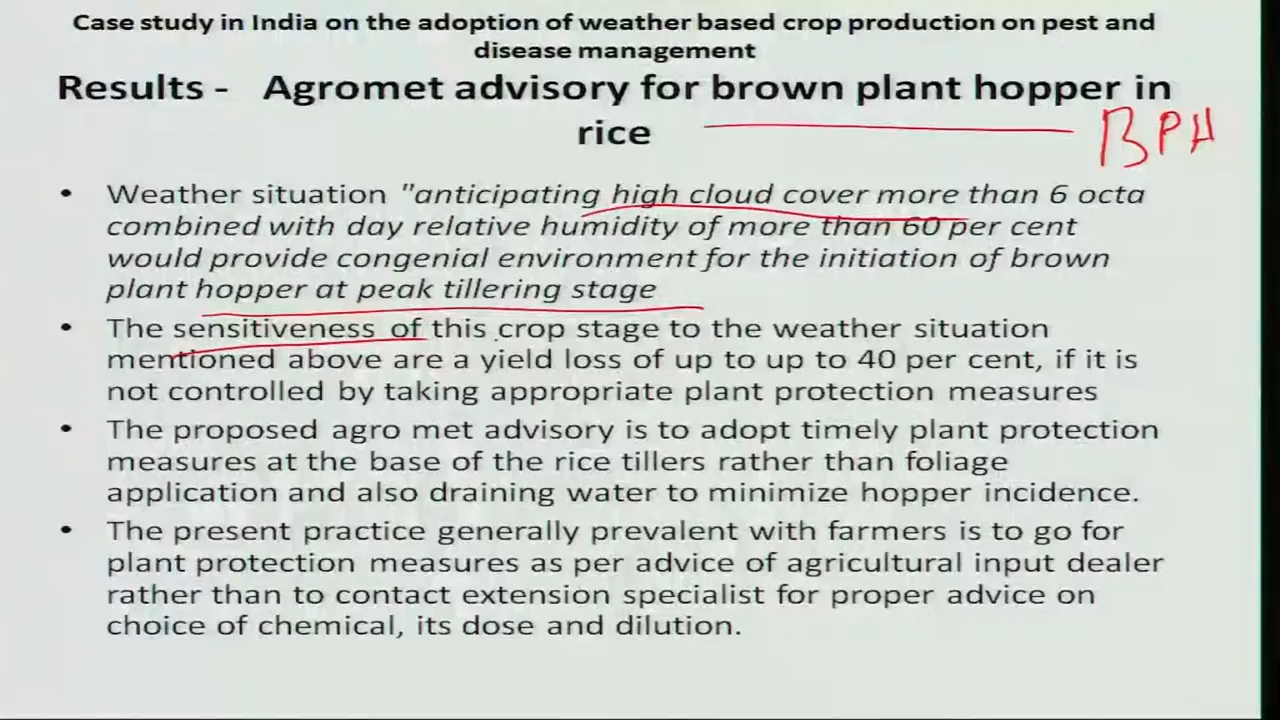 Case study in India on the adoption of weather based crop production on pest and
disease management
Results - Agromet advisory for brown plant hopper in
rice
BPH
• Weather situation "anticipating high cloud cover more than 6 octa
combined with day relative humidity of more than 60 per cent
would provide congenial environment for the initiation of brown
plant hopper at peak tillering stage
• The sensitiveness of this crop stage to the weather situation
mentioned above are a yield loss of up to up to 40 per cent, if it is
not controlled by taking appropriate plant protection measures
• The proposed agro met advisory is to adopt timely plant protection
measures at the base of the rice tillers rather than foliage
application and also draining water to minimize hopper incidence.
• The present practice generally prevalent with farmers is to go for
plant protection measures as per advice of agricultural input dealer
rather than to contact extension specialist for proper advice on
choice of chemical, its dose and dilution.